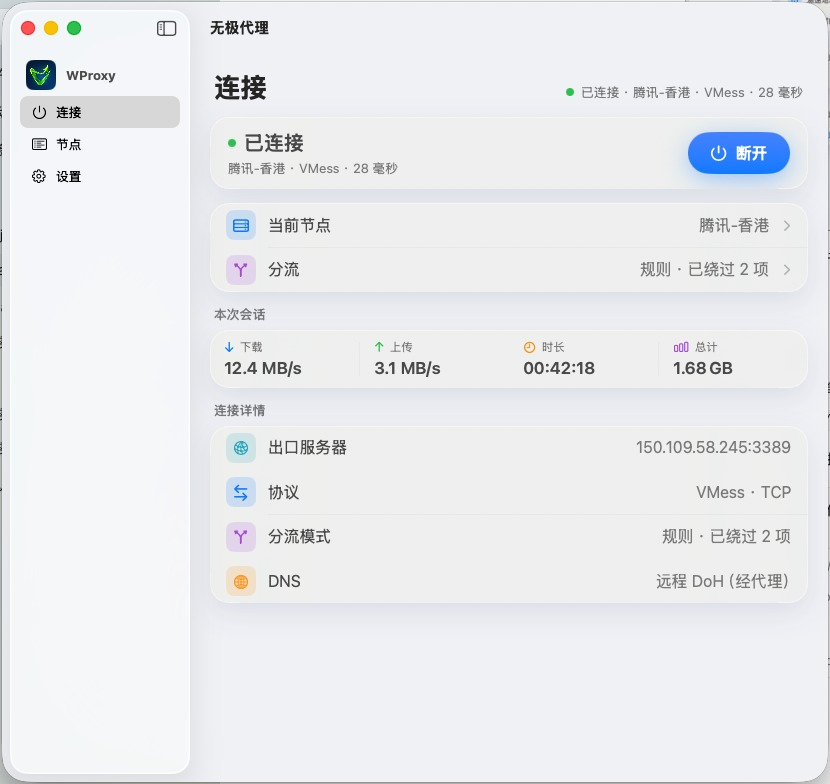 无极代理
WProxy
连接
节点
设置
连接
已连接 · 腾讯-香港 · VMess · 28 毫秒
已连接
腾讯-香港 · VMess · 28 毫秒
断开
当前节点
腾讯-香港
分流
规则 · 已绕过 2 项
本次会话
下载
12.4 MB/s
上传
3.1 MB/s
时长
00:42:18
总计
1.68 GB
连接详情
出口服务器
150.109.58.245:3389
协议
VMess · TCP
分流模式
规则 · 已绕过 2 项
DNS
远程 DoH (经代理)